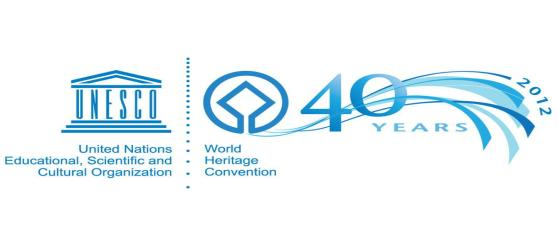 UNESCO
United Nations
Educational, Scientific and
Cultural Organization
World
Heritage
Convention
40
YEARS
2012